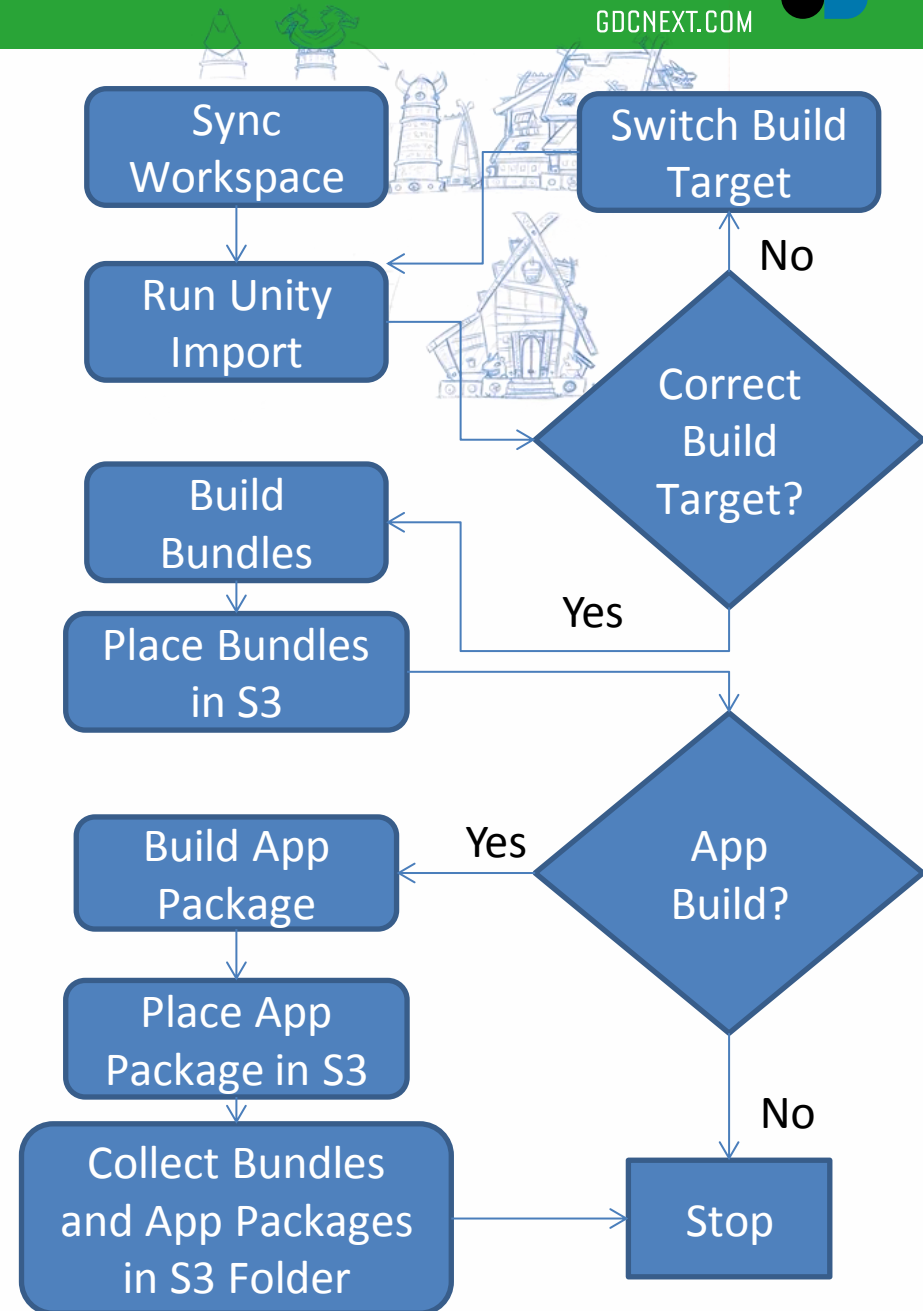 GDCNEXT.COM
Sync
Workspace
Switch Build
Target
No
Run Unity
Import
Correct
Build
Target?
Build
Bundles
Yes
Place Bundles
in S3
App
Build?
Yes
Build App
Package
Place App
Package in S3
No
Collect Bundles
and App Packages
in S3 Folder
Stop